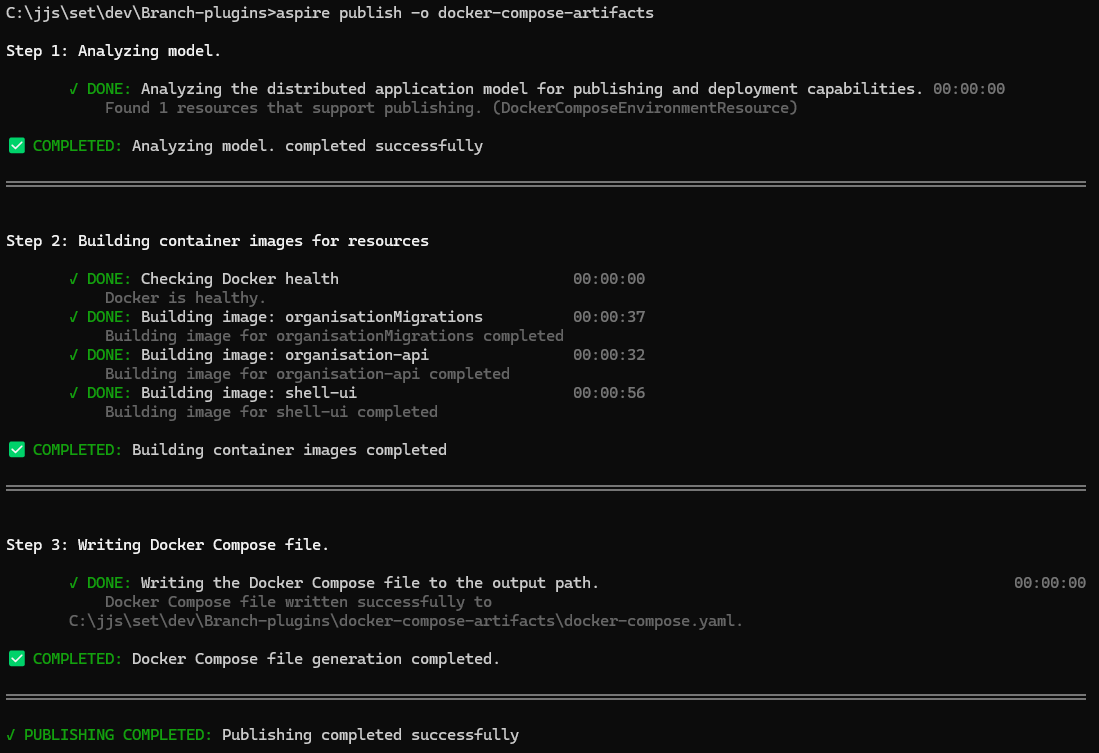 C:\jjs\set\dev\Branch-plugins>aspire publish -o docker-compose-artifacts
Step 1: Analyzing model.
√ DONE: Analyzing the distributed application model for publishing and deployment capabilities. 00:00:00
Found 1 resources that support publishing. (DockerComposeEnvironmentResource)
✅ COMPLETED: Analyzing model. completed successfully
Step 2: Building container images for resources
√ DONE: Checking Docker health 00:00:00
Docker is healthy.
√ DONE: Building image: organisationMigrations 00:00:37
Building image for organisationMigrations completed
√ DONE: Building image: organisation-api 00:00:32
Building image for organisation-api completed
√ DONE: Building image: shell-ui 00:00:56
Building image for shell-ui completed
✅ COMPLETED: Building container images completed
Step 3: Writing Docker Compose file.
√ DONE: Writing the Docker Compose file to the output path. 00:00:00
Docker Compose file written successfully to
C:\jjs\set\dev\Branch-plugins\docker-compose-artifacts\docker-compose.yaml.
✅ COMPLETED: Docker Compose file generation completed.
√ PUBLISHING COMPLETED: Publishing completed successfully